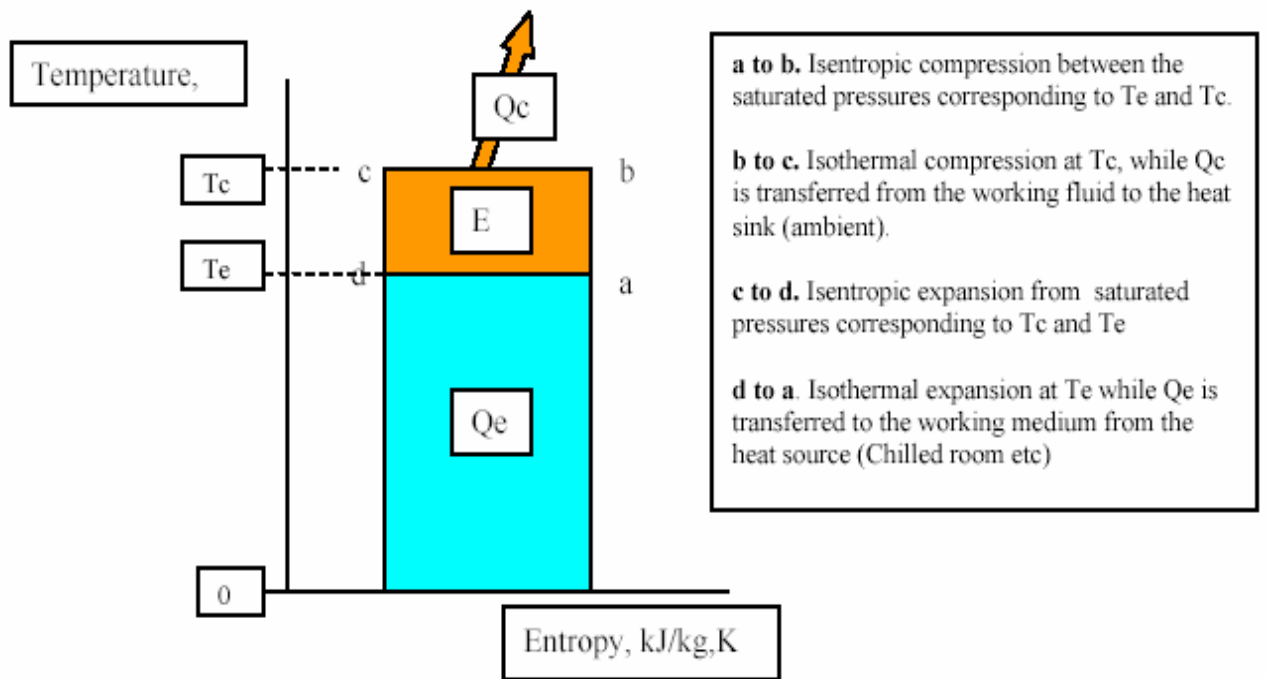 Temperature,
Qc
Tc
c
b
E
Te
d
a
Qe
0
Entropy, kJ/kg,K
a to b. Isentropic compression between the
saturated pressures corresponding to Te and Tc.
b to c. Isothermal compression at Tc, while Qc
is transferred from the working fluid to the heat
sink (ambient).
c to d. Isentropic expansion from saturated
pressures corresponding to Tc and Te
d to a. Isothermal expansion at Te while Qe is
transferred to the working medium from the
heat source (Chilled room etc)